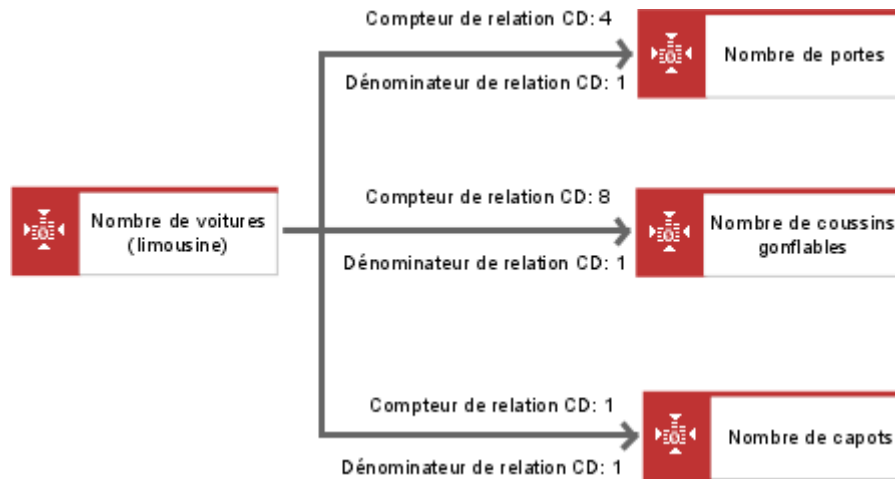 Compteur de relation CD: 4
Nombre de portes
Dénominateur de relation CD: 1
Compteur de relation CD: 8
Nombre de voitures
(limousine)
Nombre de coussins
gonflables
Dénominateur de relation CD: 1
Compteur de relation CD: 1
Nombre de capots
Dénominateur de relation CD: 1